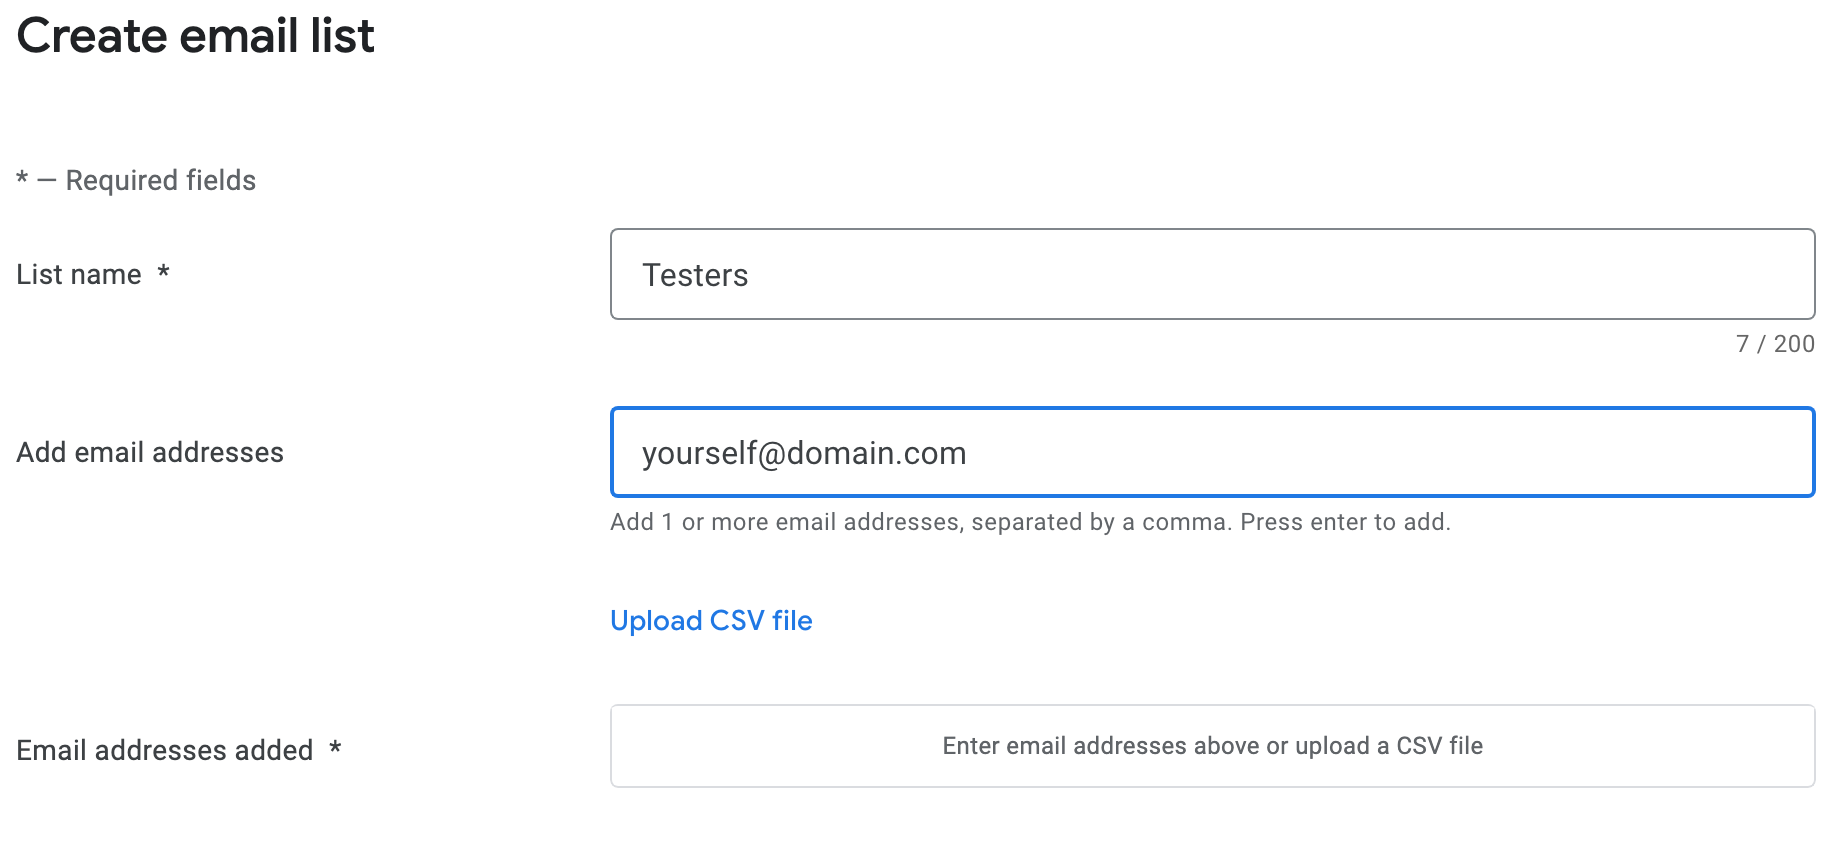 Create email list
* — Required fields
List name *
Testers
7 / 200
Add email addresses
yourself@domain.com
Add 1 or more email addresses, separated by a comma. Press enter to add.
Upload CSV file
Email addresses added *
Enter email addresses above or upload a CSV file